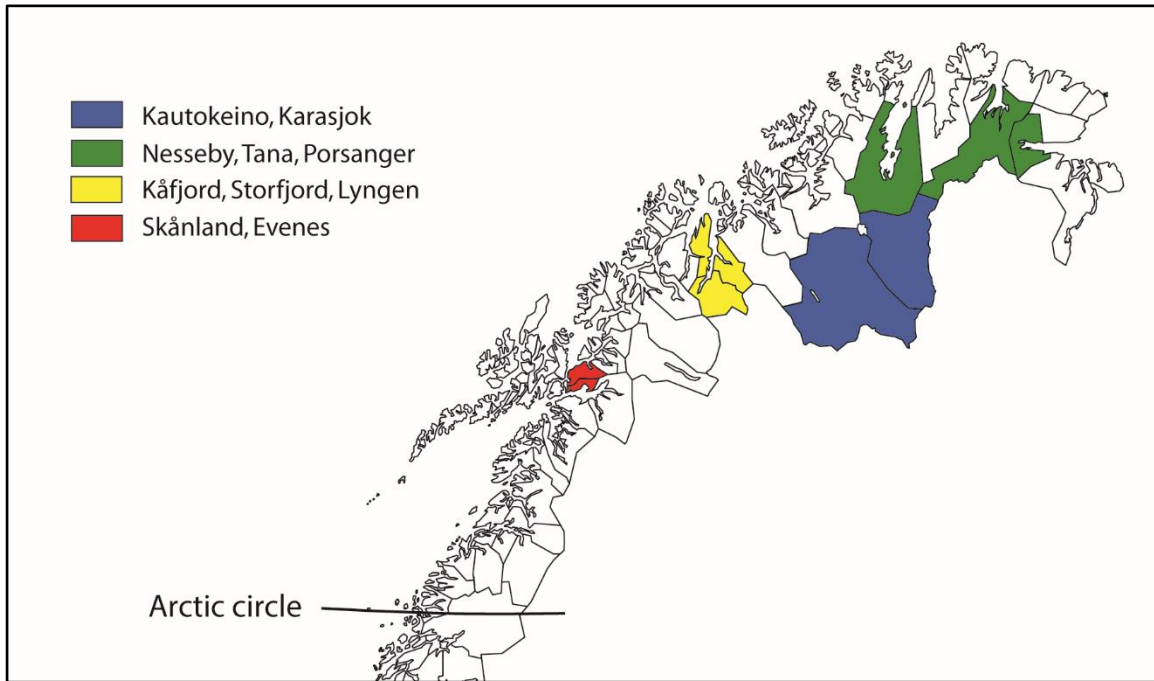 Kautokeino, Karasjok
Nesseby, Tana, Porsanger
Kåfjord, Storfjord, Lyngen
Skånland, Evenes
Arctic circle